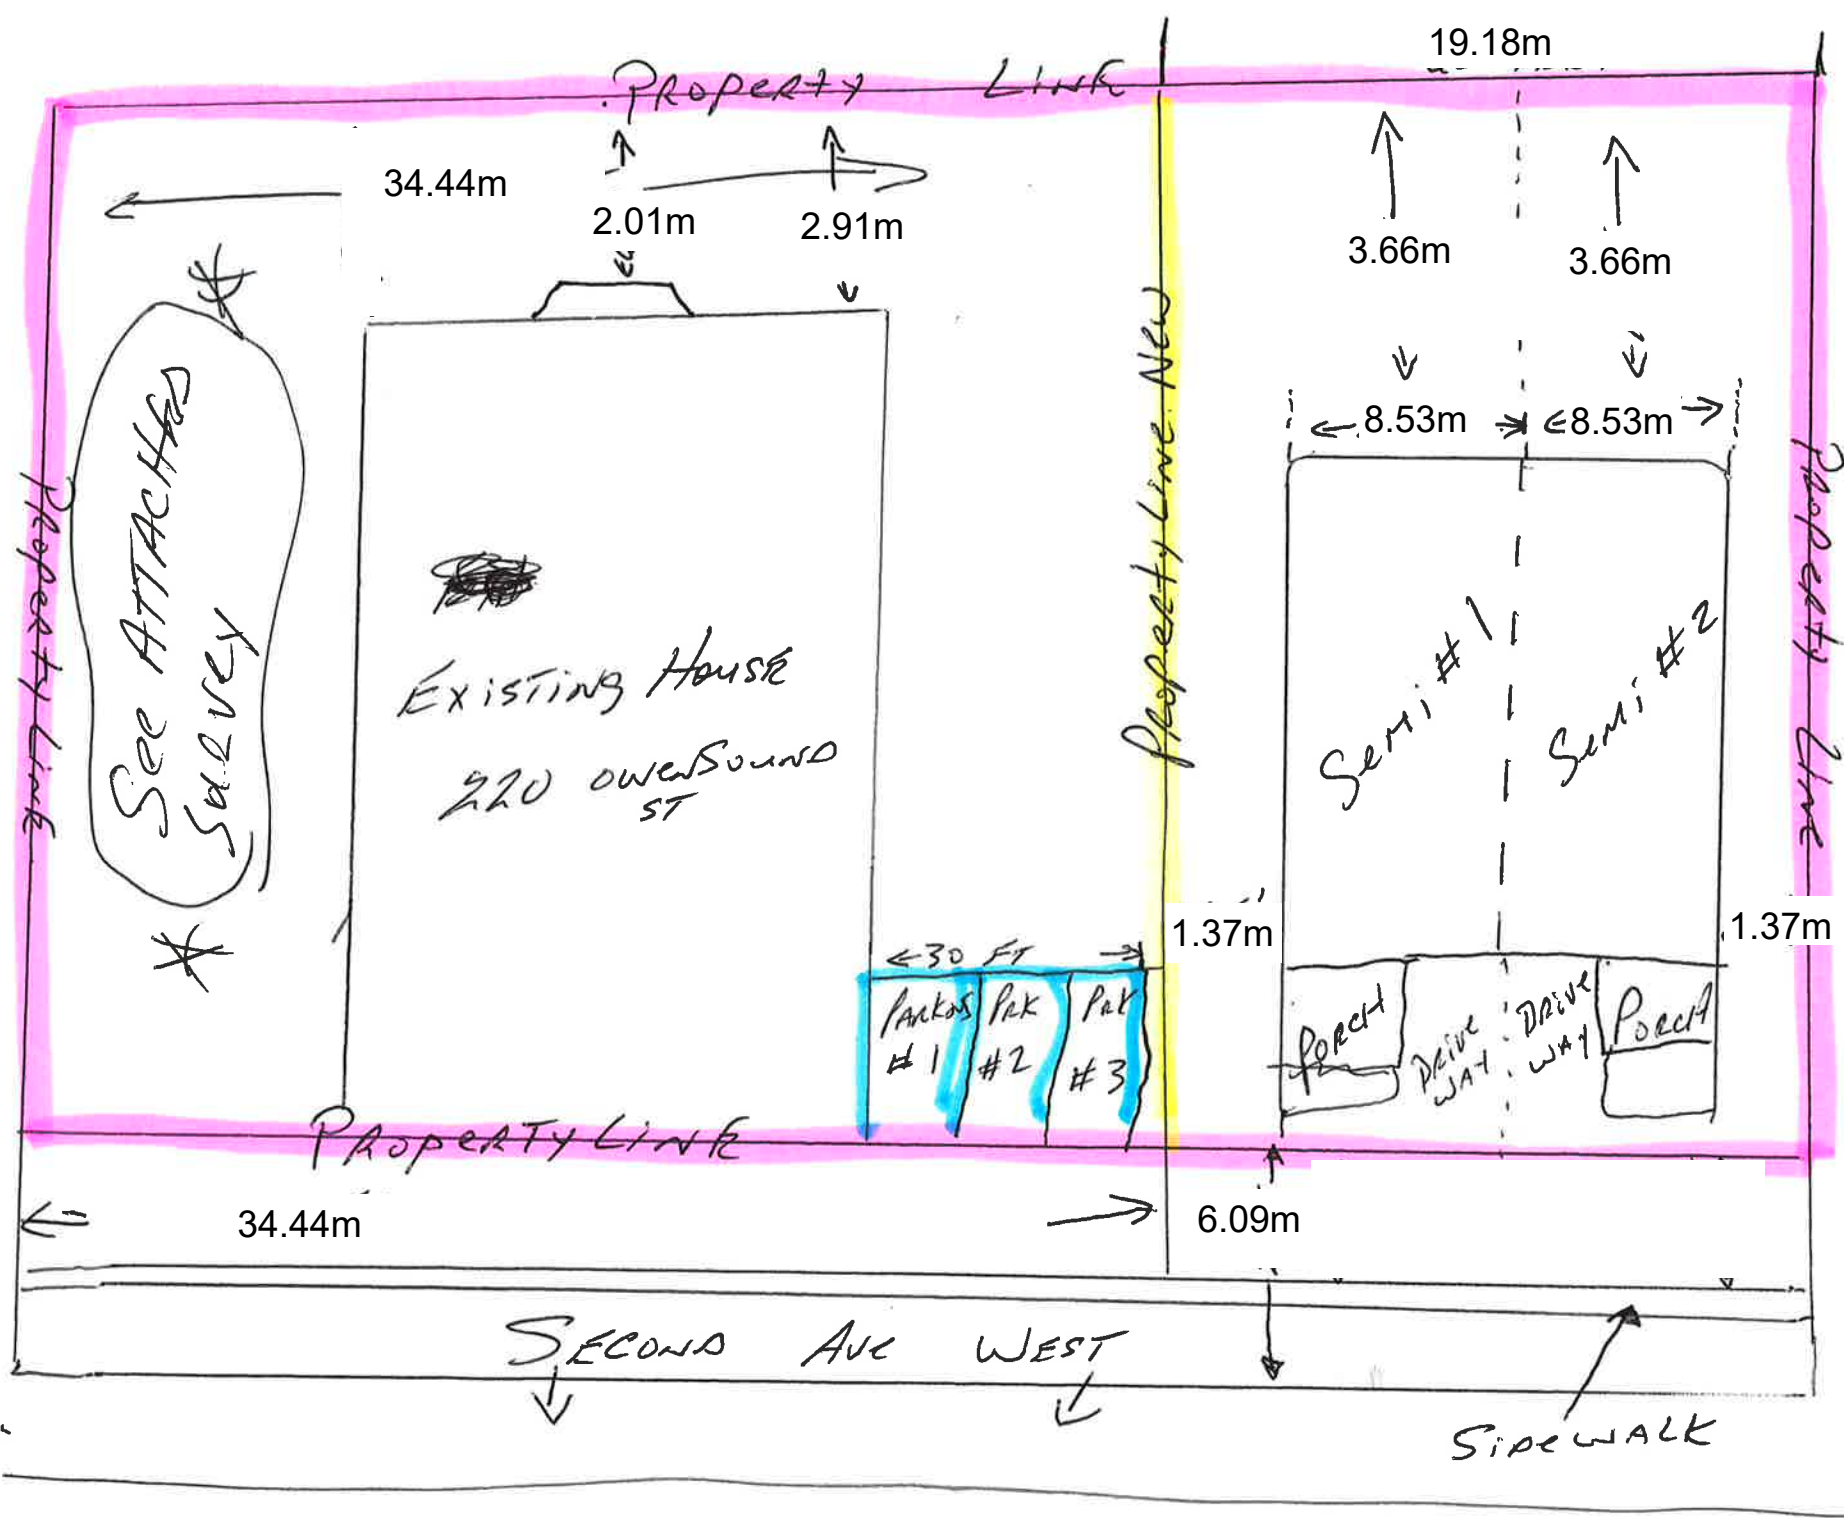 19.18m
Property Link
34.44m
2.01m
2.91m
3.66m
3.66m
8.53m
8.53m
See ATTACHed
Survey
Property Link
Property Line New
Property Line
Existing House
220 Owen Sound
ST
Semi #1
Semi #2
1.37m
1.37m
30 FT
Parking
#1
PRK
#2
PRK
#3
Porch
Drive
way
Drive
way
Porch
Property Link
34.44m
6.09m
Second Ave West
Sidewalk